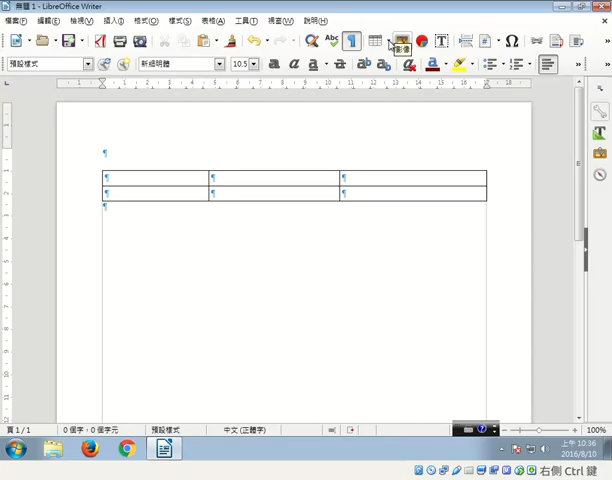 無題 1 - LibreOffice Writer
檔案(F) 編輯(E) 檢視(V) 插入(I) 格式(O) 樣式(S) 表格(A) 工具(T) 視窗(W) 說明(H)
影像
預設樣式 新細明體 10.5
頁 1 / 1 0 個字，0 個字元 預設樣式 中文 (正體字) 100%
上午 10:36
2016/8/10
右側 Ctrl 鍵